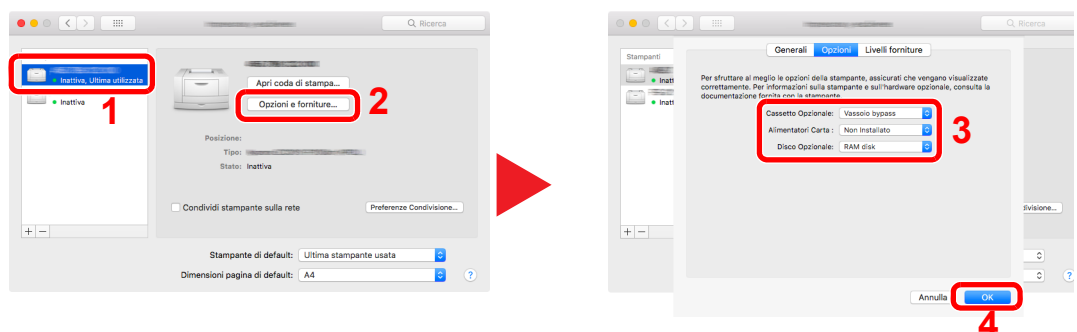 Ricerca
Inattiva, Ultima utilizzata
Inattiva
1
Apri coda di stampa...
Opzioni e forniture...
2
Posizione:
Tipo:
Stato: Inattiva
Condividi stampante sulla rete
Preferenze Condivisione...
+ −
Stampante di default: Ultima stampante usata
Dimensioni pagina di default: A4
?
Ricerca
Stampanti
Inatt
Inatt
Generali Opzioni Livelli forniture
Per sfruttare al meglio le opzioni della stampante, assicurati che vengano visualizzate
correttamente. Per informazioni sulla stampante e sull'hardware opzionale, consulta la
documentazione fornita con la stampante.
Cassetto Opzionale: Vassoio bypass
Alimentatori Carta : Non Installato
Disco Opzionale: RAM disk
3
divisione...
+ −
?
Annulla OK
4